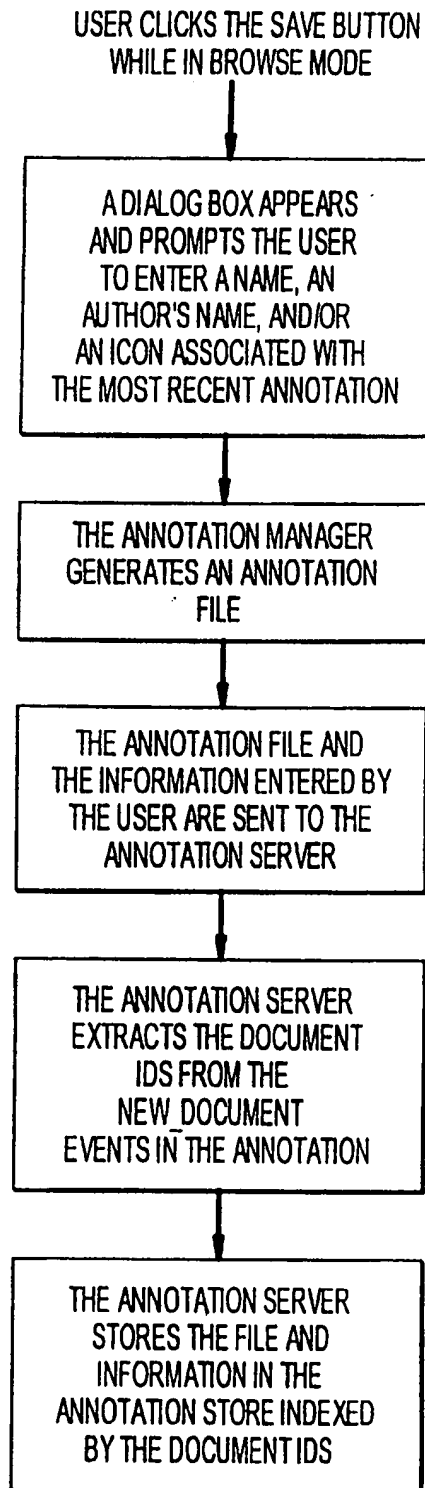 USER CLICKS THE SAVE BUTTON
WHILE IN BROWSE MODE
A DIALOG BOX APPEARS
AND PROMPTS THE USER
TO ENTER A NAME, AN
AUTHOR'S NAME, AND/OR
AN ICON ASSOCIATED WITH
THE MOST RECENT ANNOTATION
THE ANNOTATION MANAGER
GENERATES AN ANNOTATION
FILE
THE ANNOTATION FILE AND
THE INFORMATION ENTERED BY
THE USER ARE SENT TO THE
ANNOTATION SERVER
THE ANNOTATION SERVER
EXTRACTS THE DOCUMENT
IDS FROM THE
NEW_DOCUMENT
EVENTS IN THE ANNOTATION
THE ANNOTATION SERVER
STORES THE FILE AND
INFORMATION IN THE
ANNOTATION STORE INDEXED
BY THE DOCUMENT IDS